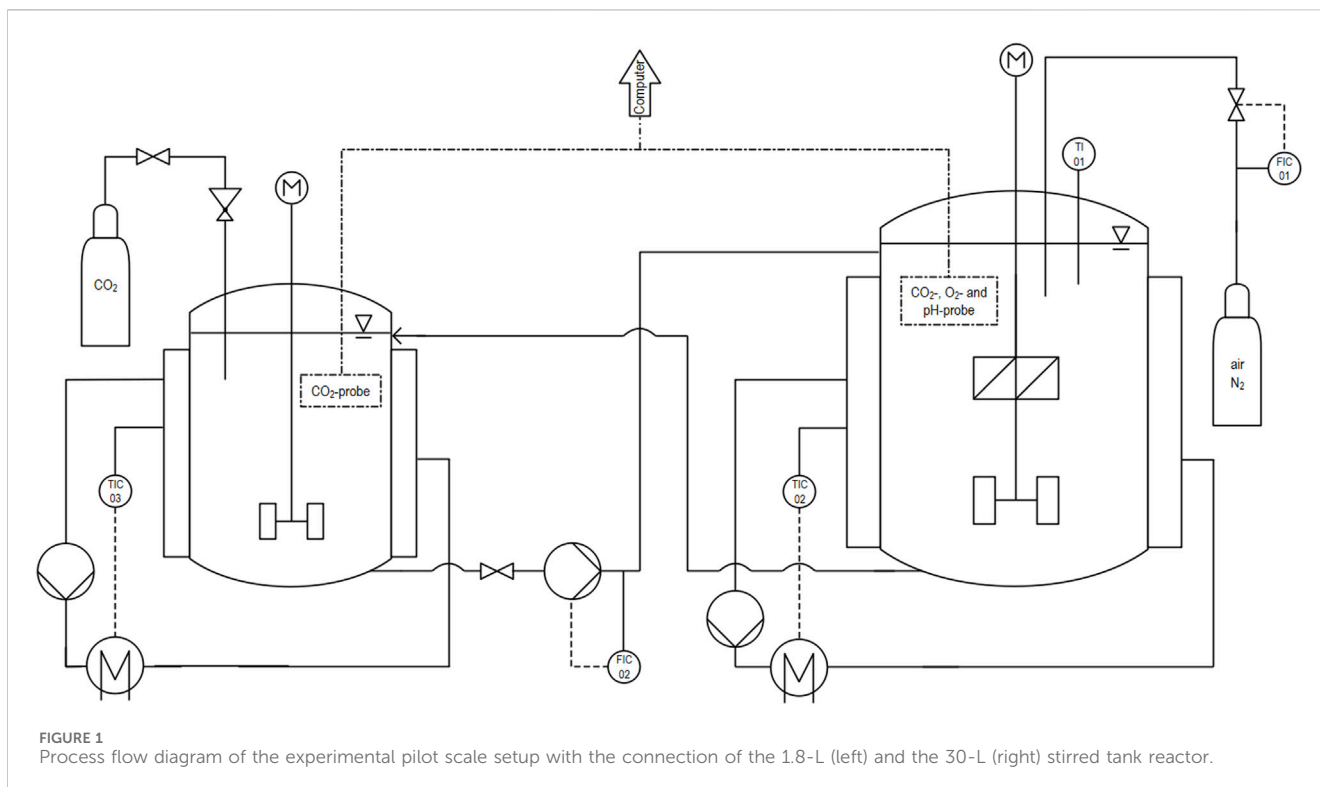 Computer
M
TI
01
FIC
01
M
CO₂
CO₂-, O₂- and
pH-probe
air
N₂
CO₂-probe
TIC
03
TIC
02
FIC
02
M
M
FIGURE 1
Process flow diagram of the experimental pilot scale setup with the connection of the 1.8-L (left) and the 30-L (right) stirred tank reactor.